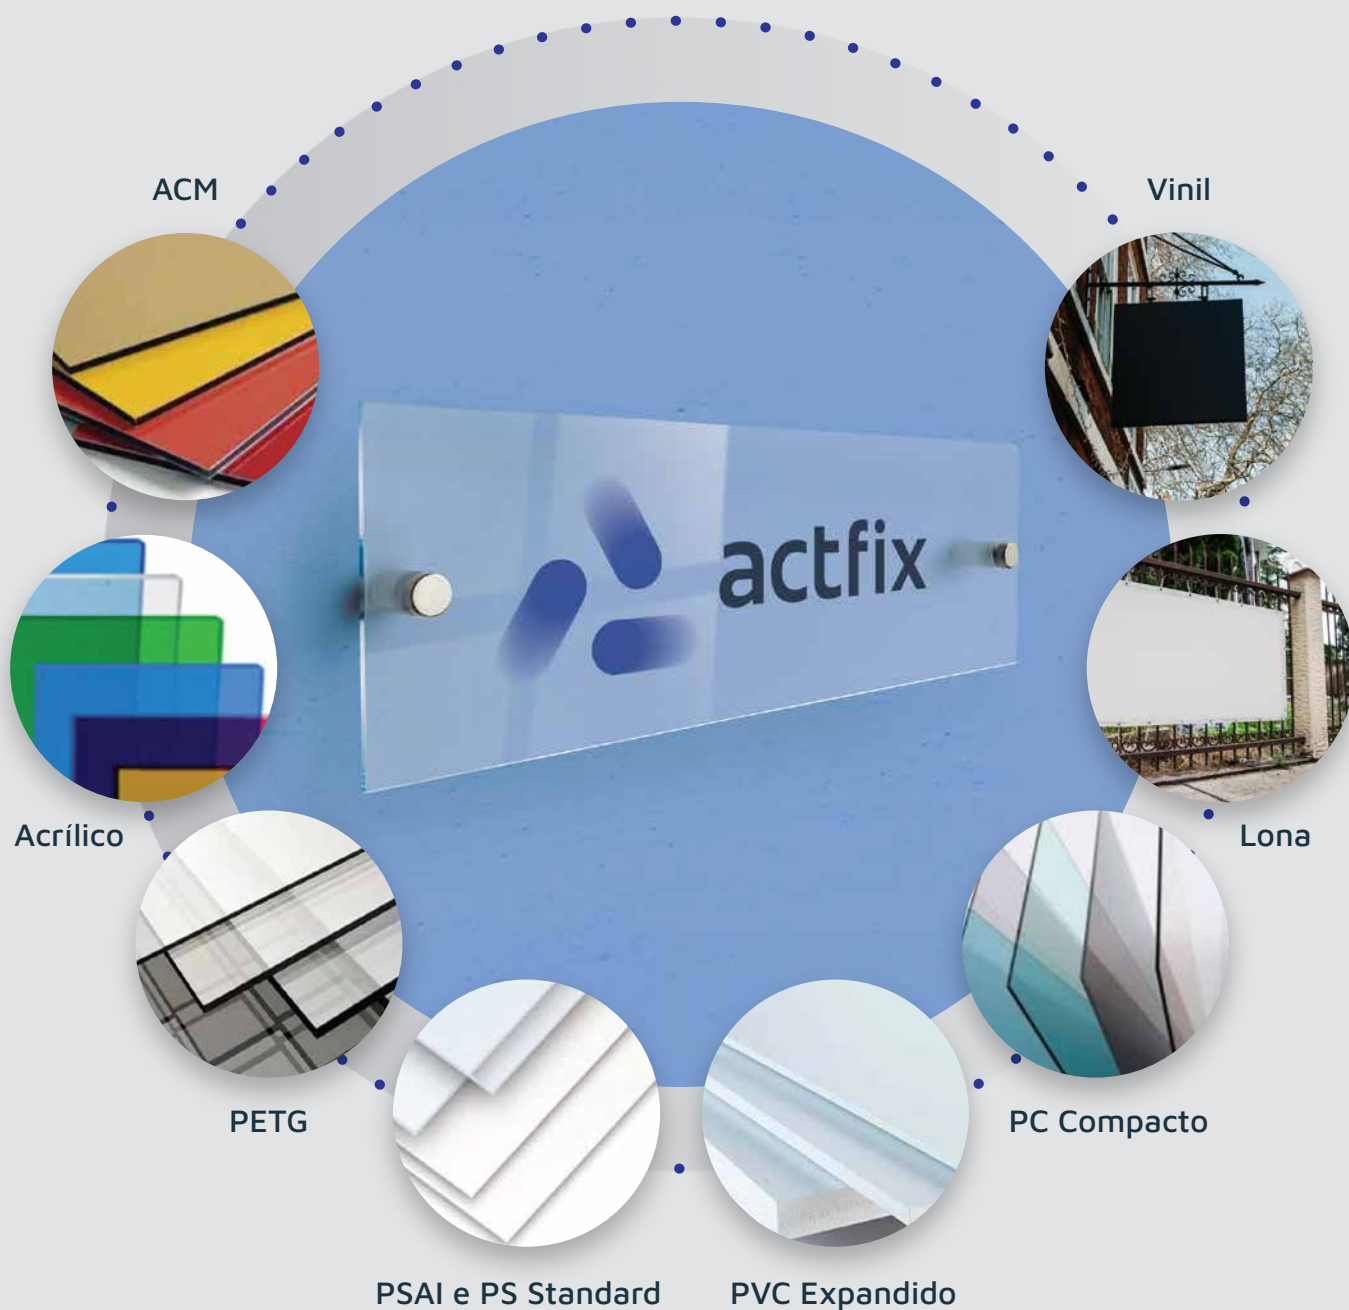 ACM
Vinil
actfix
Acrílico
Lona
PETG
PC Compacto
PSAI e PS Standard
PVC Expandido